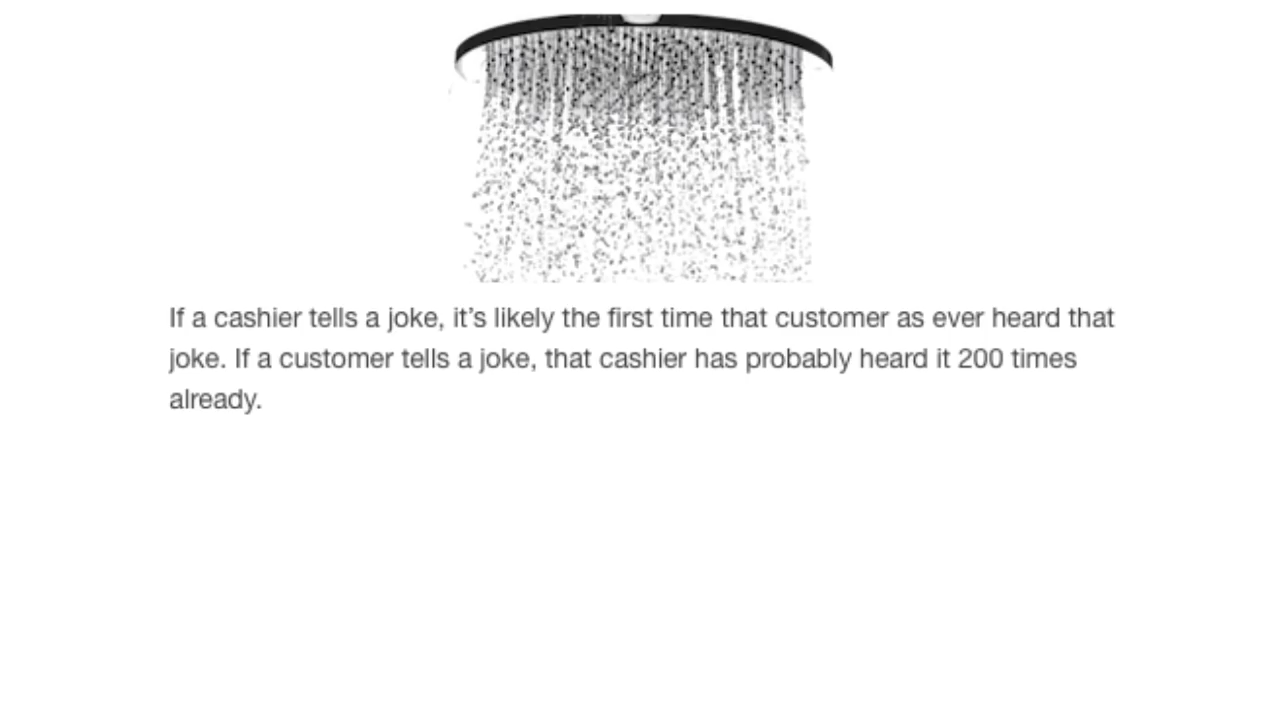 If a cashier tells a joke, it’s likely the first time that customer as ever heard that
joke. If a customer tells a joke, that cashier has probably heard it 200 times
already.